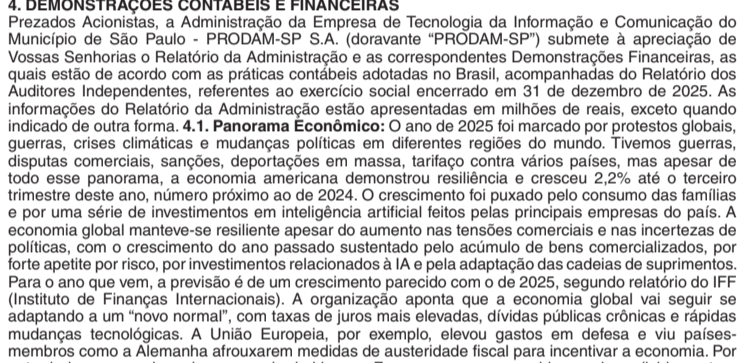 4. DEMONSTRAÇÕES CONTÁBEIS E FINANCEIRAS
Prezados Acionistas, a Administração da Empresa de Tecnologia da Informação e Comunicação do
Município de São Paulo - PRODAM-SP S.A. (doravante “PRODAM-SP”) submete à apreciação de
Vossas Senhorias o Relatório da Administração e as correspondentes Demonstrações Financeiras, as
quais estão de acordo com as práticas contábeis adotadas no Brasil, acompanhadas do Relatório dos
Auditores Independentes, referentes ao exercício social encerrado em 31 de dezembro de 2025. As
informações do Relatório da Administração estão apresentadas em milhões de reais, exceto quando
indicado de outra forma. 4.1. Panorama Econômico: O ano de 2025 foi marcado por protestos globais,
guerras, crises climáticas e mudanças políticas em diferentes regiões do mundo. Tivemos guerras,
disputas comerciais, sanções, deportações em massa, tarifaço contra vários países, mas apesar de
todo esse panorama, a economia americana demonstrou resiliência e cresceu 2,2% até o terceiro
trimestre deste ano, número próximo ao de 2024. O crescimento foi puxado pelo consumo das famílias
e por uma série de investimentos em inteligência artificial feitos pelas principais empresas do país. A
economia global manteve-se resiliente apesar do aumento nas tensões comerciais e nas incertezas de
políticas, com o crescimento do ano passado sustentado pelo acúmulo de bens comercializados, por
forte apetite por risco, por investimentos relacionados à IA e pela adaptação das cadeias de suprimentos.
Para o ano que vem, a previsão é de um crescimento parecido com o de 2025, segundo relatório do IFF
(Instituto de Finanças Internacionais). A organização aponta que a economia global vai seguir se
adaptando a um “novo normal”, com taxas de juros mais elevadas, dívidas públicas crônicas e rápidas
mudanças tecnológicas. A União Europeia, por exemplo, elevou gastos em defesa e viu países-
membros como a Alemanha afrouxarem medidas de austeridade fiscal para incentivar a economia. Por